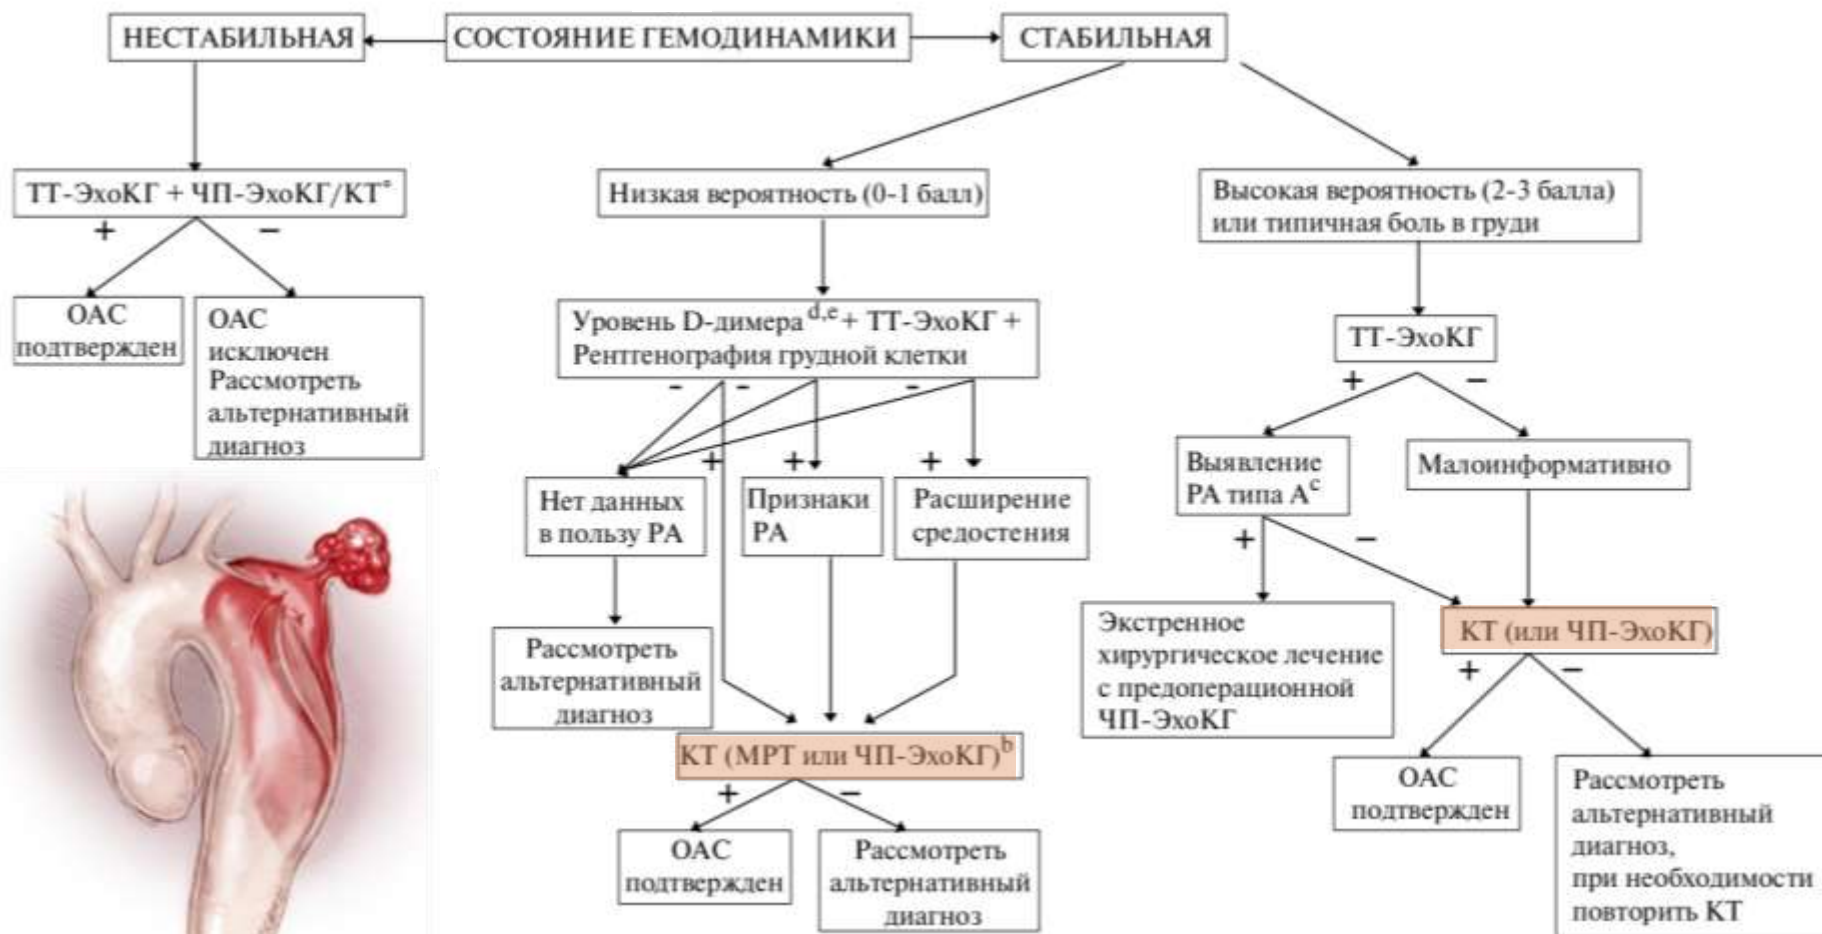 НЕСТАБИЛЬНАЯ
СОСТОЯНИЕ ГЕМОДИНАМИКИ
СТАБИЛЬНАЯ
ТТ-ЭхоКГ + ЧП-ЭхоКГ/КТ*
+
−
ОАС
подтвержден
ОАС
исключен
Рассмотреть
альтернативный
диагноз
Низкая вероятность (0-1 балл)
Уровень D-димера d,e + ТТ-ЭхоКГ +
Рентгенография грудной клетки
-
-
-
+
+
+
Нет данных
в пользу РА
Признаки
РА
Расширение
средостения
Рассмотреть
альтернативный
диагноз
КТ (МРТ или ЧП-ЭхоКГ)b
+
−
ОАС
подтвержден
Рассмотреть
альтернативный
диагноз
Высокая вероятность (2-3 балла)
или типичная боль в груди
ТТ-ЭхоКГ
+
−
Выявление
РА типа Ac
Малоинформативно
+
−
Экстренное
хирургическое лечение
с предоперационной
ЧП-ЭхоКГ
КТ (или ЧП-ЭхоКГ)
+
−
ОАС
подтвержден
Рассмотреть
альтернативный
диагноз,
при необходимости
повторить КТ